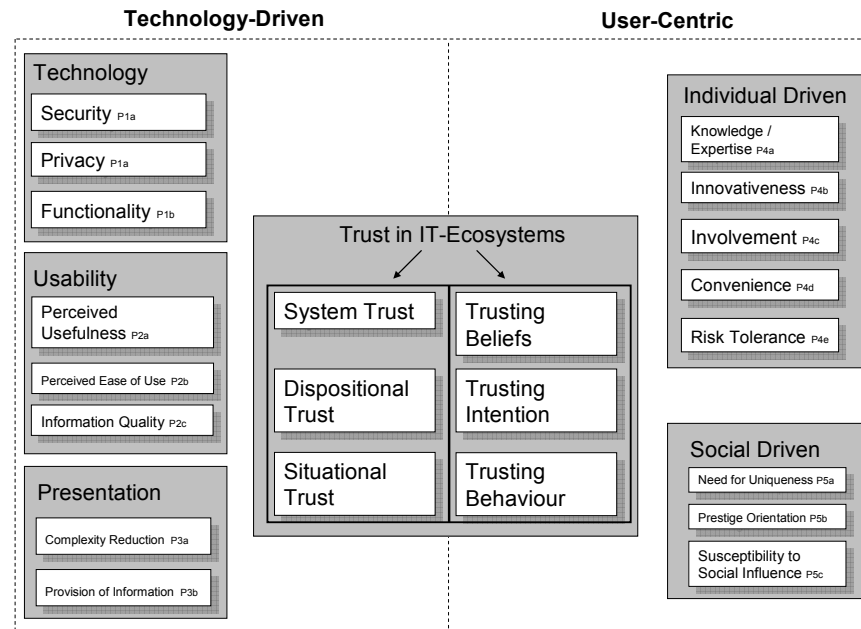 Technology-Driven
User-Centric
Technology
Security P1a
Privacy P1a
Functionality P1b
Usability
Perceived
Usefulness P2a
Perceived Ease of Use P2b
Information Quality P2c
Presentation
Complexity Reduction P3a
Provision of Information P3b
Trust in IT-Ecosystems
System Trust
Dispositional
Trust
Situational
Trust
Trusting
Beliefs
Trusting
Intention
Trusting
Behaviour
Individual Driven
Knowledge /
Expertise P4a
Innovativeness P4b
Involvement P4c
Convenience P4d
Risk Tolerance P4e
Social Driven
Need for Uniqueness P5a
Prestige Orientation P5b
Susceptibility to
Social Influence P5c